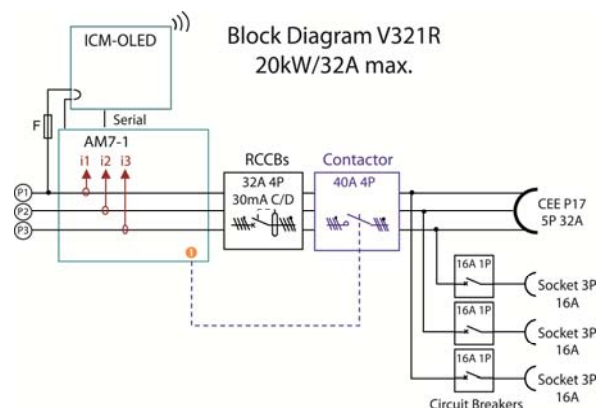 ICM-OLED
Block Diagram V321R
20kW/32A max.
F
Serial
AM7-1
i1 i2 i3
RCCBs
Contactor
32A 4P
30mA C/D
40A 4P
P1
P2
P3
CEE P17
5P 32A
1
16A 1P
Socket 3P
16A
16A 1P
Socket 3P
16A
16A 1P
Socket 3P
16A
Circuit Breakers